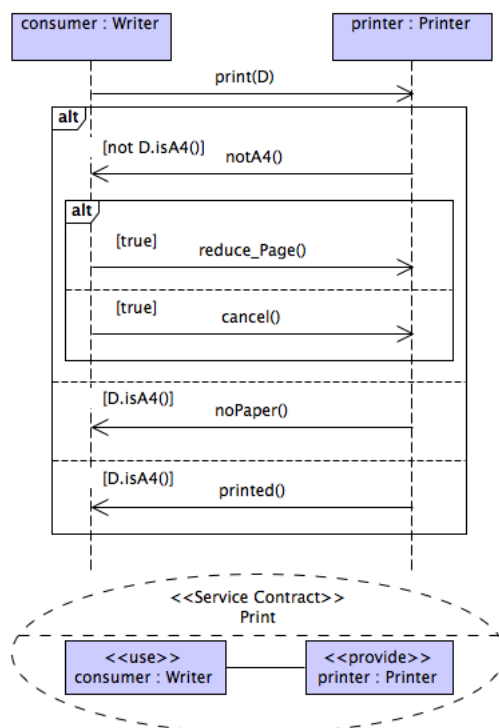 consumer : Writer
printer : Printer
print(D)
alt
[not D.isA4()]
notA4()
alt
[true]
reduce_Page()
[true]
cancel()
[D.isA4()]
noPaper()
[D.isA4()]
printed()
<<Service Contract>>
Print
<<use>>
consumer : Writer
<<provide>>
printer : Printer